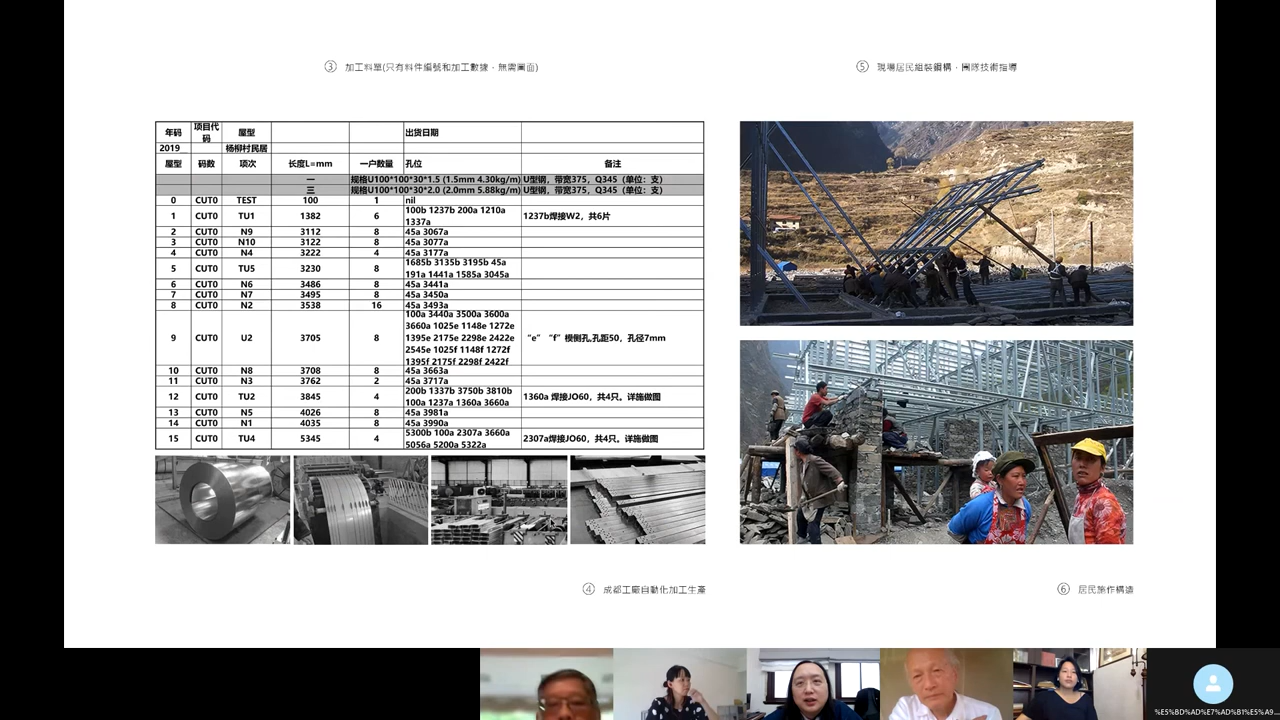 ③ 加工料單(只有料件編號和加工數據，無需圖面)
⑤ 現場居民組裝鋼構，團隊技術指導
年码 项目代码 屋型 出货日期
2019 杨柳村民居
屋型 码数 项次 长度L=mm 一户数量 孔位 备注
一 规格U100*100*30*1.5 (1.5mm 4.30kg/m) U型钢，带宽375，Q345（单位：支）
三 规格U100*100*30*2.0 (2.0mm 5.88kg/m) U型钢，带宽375，Q345（单位：支）
0 CUT0 TEST 100 1 nil
1 CUT0 TU1 1382 6 100b 1237b 200a 1210a
1337a 1237b焊接W2，共6片
2 CUT0 N9 3112 8 45a 3067a
3 CUT0 N10 3122 8 45a 3077a
4 CUT0 N4 3222 4 45a 3177a
5 CUT0 TU5 3230 8 1685b 3135b 3195b 45a
191a 1441a 1585a 3045a
6 CUT0 N6 3486 8 45a 3441a
7 CUT0 N7 3495 8 45a 3450a
8 CUT0 N2 3538 16 45a 3493a
9 CUT0 U2 3705 8 100a 3440a 3500a 3600a
3660a 1025e 1148e 1272e
1395e 2175e 2298e 2422e
2545e 1025f 1148f 1272f
1395f 2175f 2298f 2422f
“e” “f”模侧孔,孔距50，孔径7mm
10 CUT0 N8 3708 8 45a 3663a
11 CUT0 N3 3762 2 45a 3717a
12 CUT0 TU2 3845 4 200b 1337b 3750b 3810b
100a 1237a 1360a 3660a 1360a 焊接JO60，共4只。详施做图
13 CUT0 N5 4026 8 45a 3981a
14 CUT0 N1 4035 8 45a 3990a
15 CUT0 TU4 5345 4 5300b 100a 2307a 3660a
5056a 5200a 5322a 2307a焊接JO60，共4只。详施做图
④ 成都工廠自動化加工生產
⑥ 居民施作構造
%E5%BD%AD%E7%AD%B1%E5%A9...